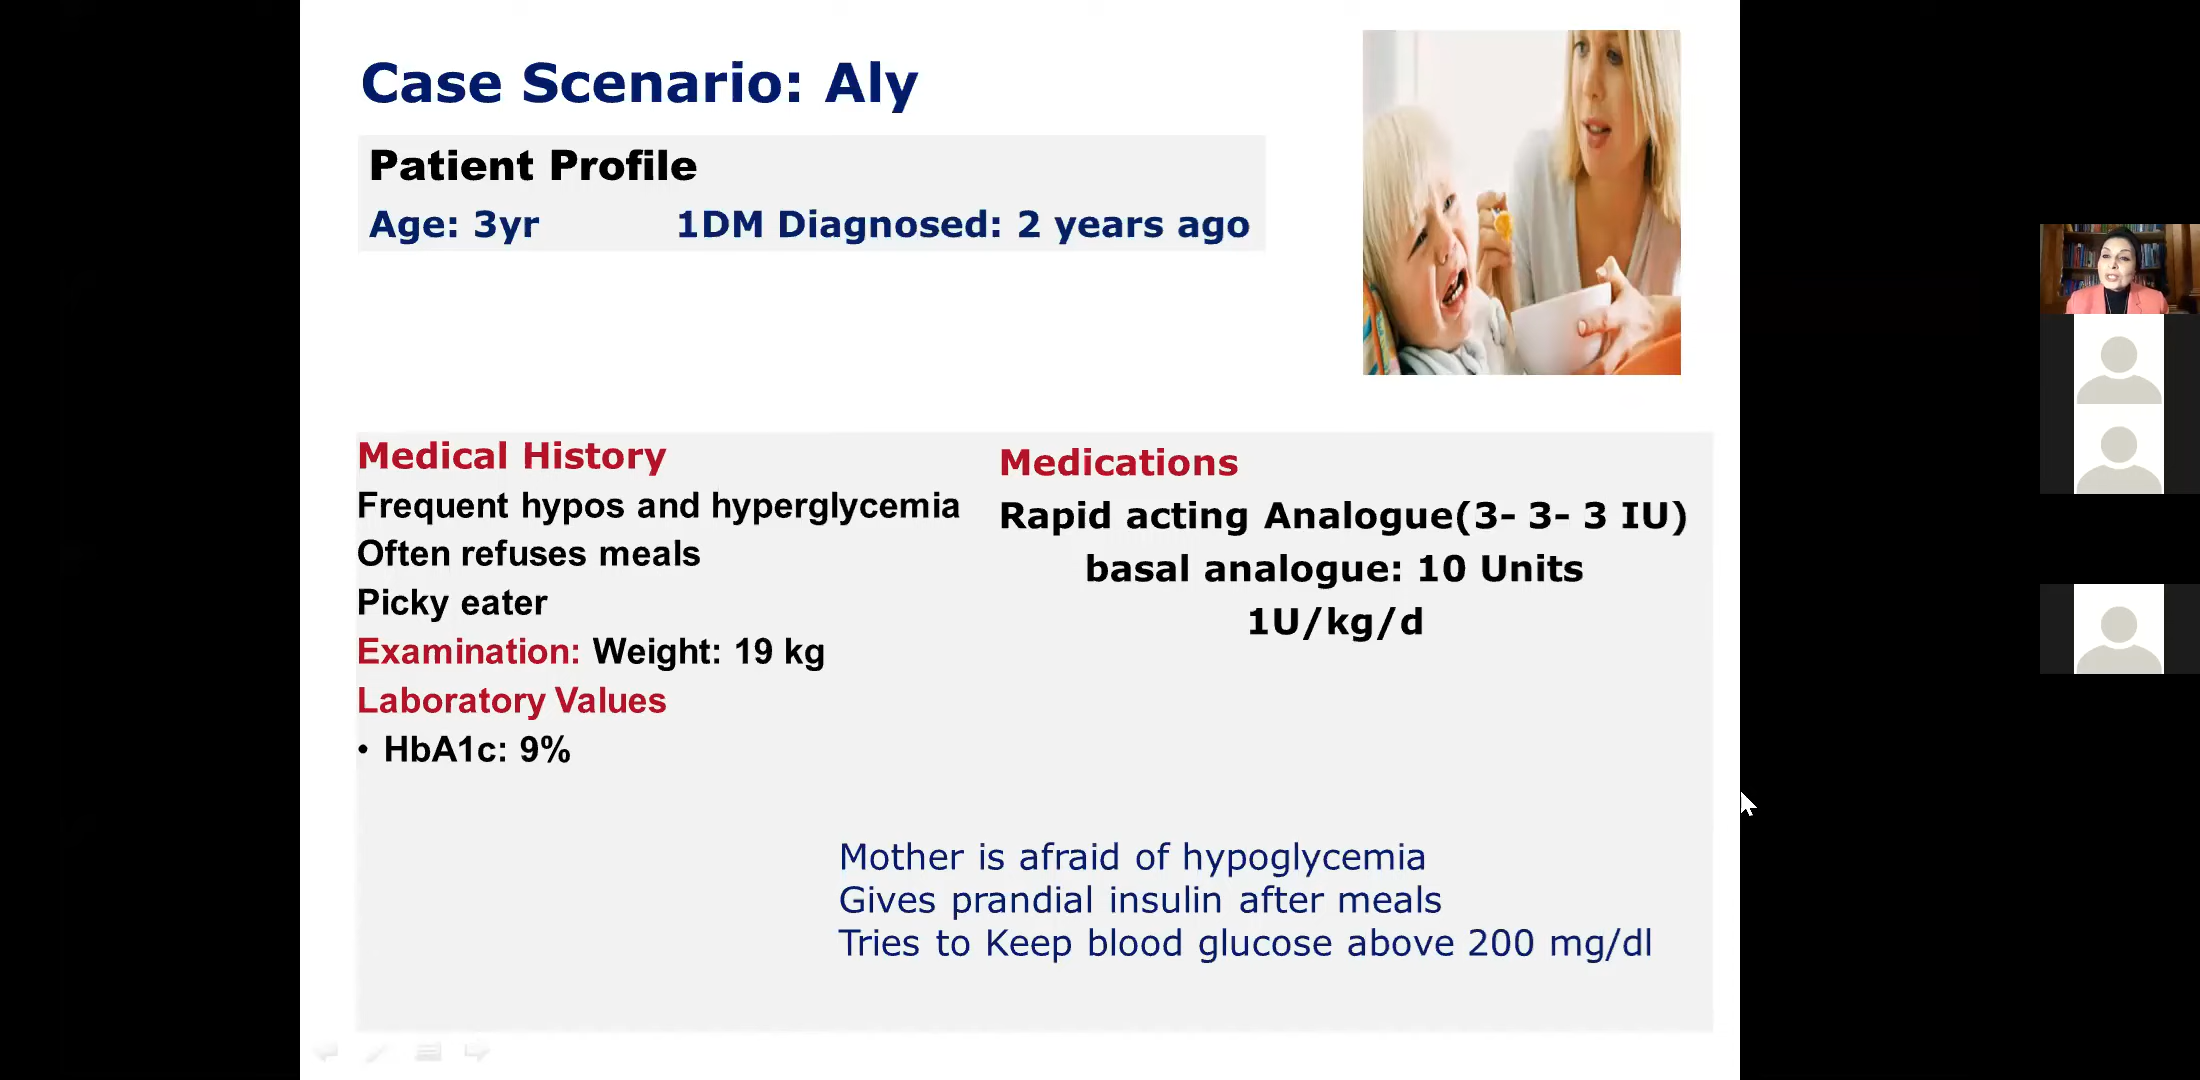 Case Scenario: Aly
Patient Profile
Age: 3yr 1DM Diagnosed: 2 years ago
Medical History
Frequent hypos and hyperglycemia
Often refuses meals
Picky eater
Examination: Weight: 19 kg
Laboratory Values
• HbA1c: 9%
Medications
Rapid acting Analogue(3- 3- 3 IU)
basal analogue: 10 Units
1U/kg/d
Mother is afraid of hypoglycemia
Gives prandial insulin after meals
Tries to Keep blood glucose above 200 mg/dl